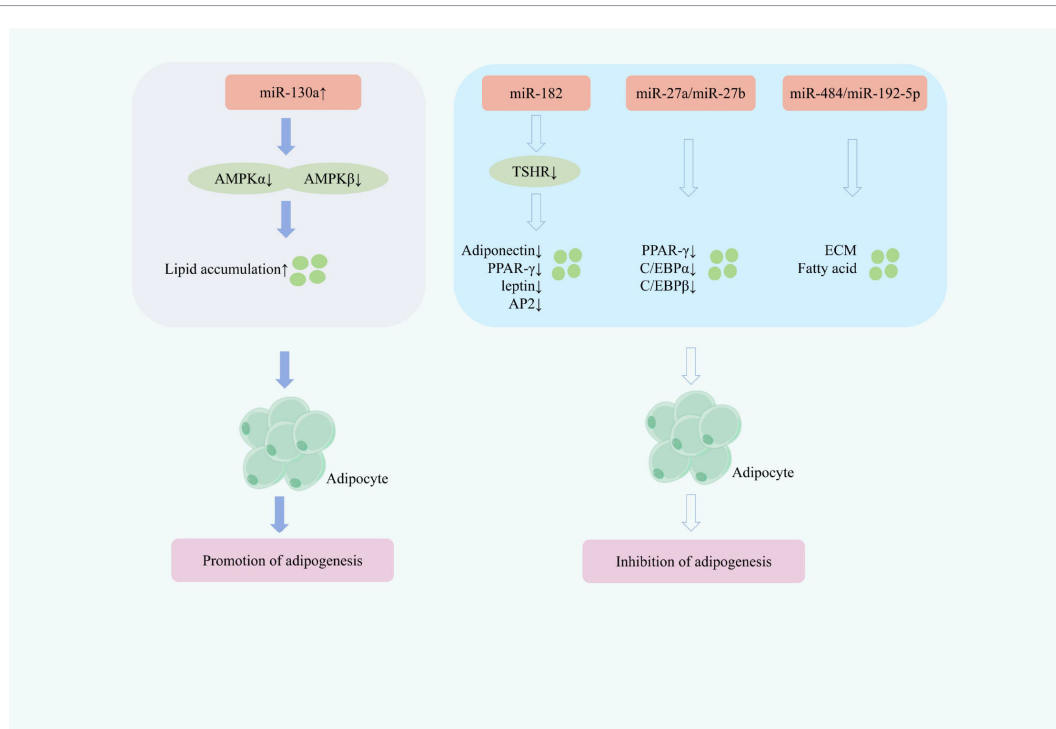 miR-130a↑
AMPKα↓
AMPKβ↓
Lipid accumulation↑
Adipocyte
Promotion of adipogenesis
miR-182
miR-27a/miR-27b
miR-484/miR-192-5p
TSHR↓
Adiponectin↓
PPAR-γ↓
leptin↓
AP2↓
PPAR-γ↓
C/EBPα↓
C/EBPβ↓
ECM
Fatty acid
Adipocyte
Inhibition of adipogenesis